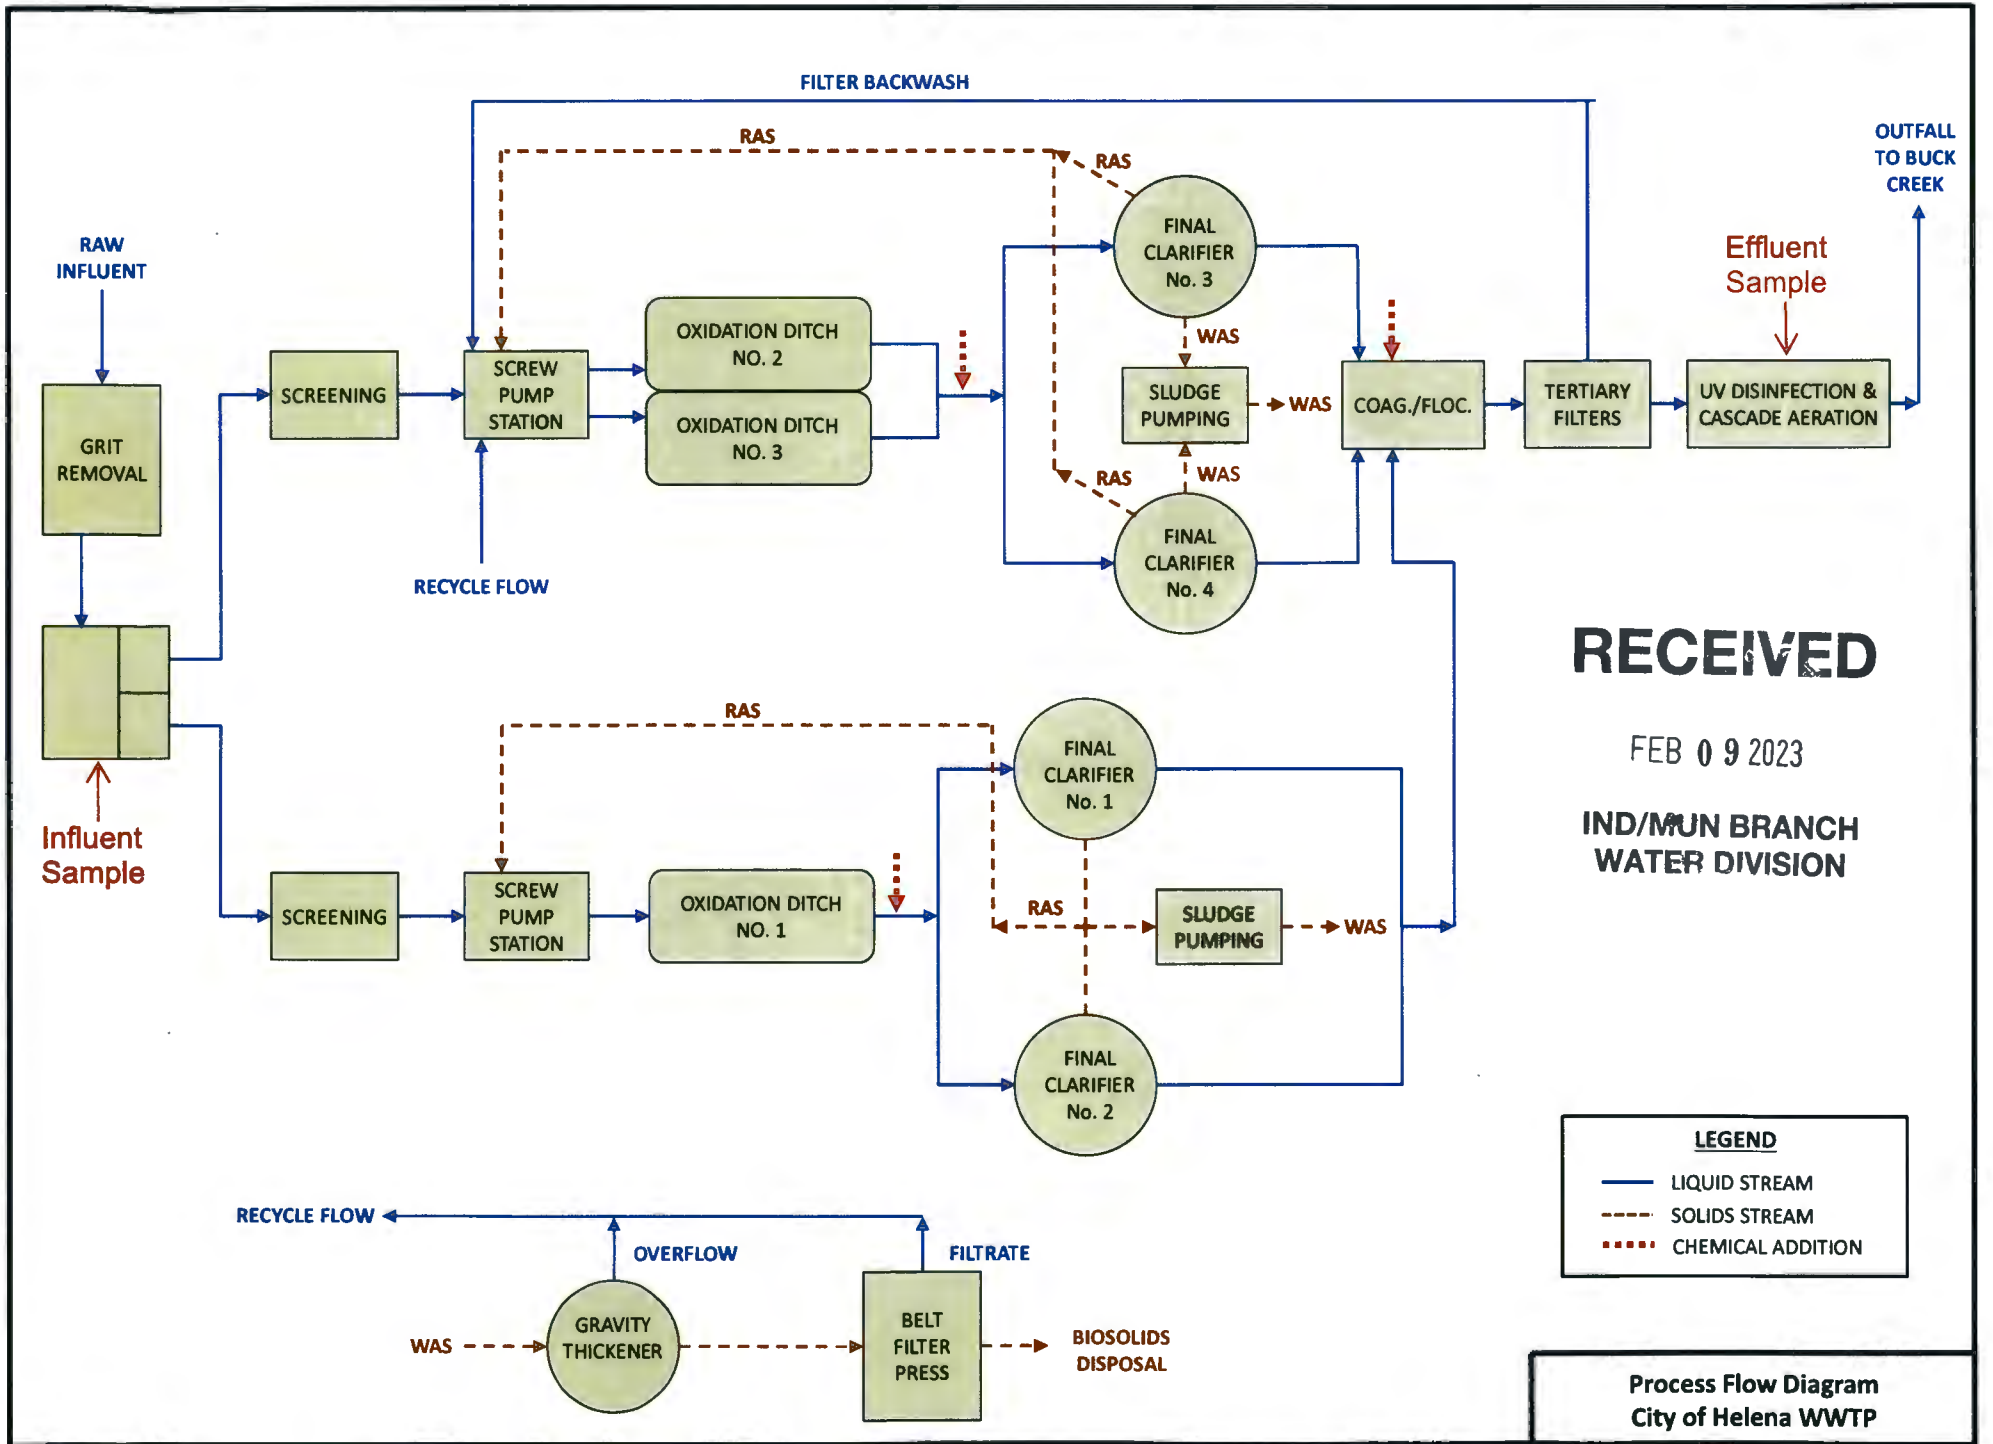 FILTER BACKWASH
RAS
RAS
OUTFALL
TO BUCK
CREEK
RAW
INFLUENT
FINAL
CLARIFIER
No. 3
Effluent
Sample
OXIDATION DITCH
NO. 2
WAS
SCREENING
SCREW
PUMP
STATION
SLUDGE
PUMPING
WAS
COAG./FLOC.
TERTIARY
FILTERS
UV DISINFECTION &
CASCADE AERATION
OXIDATION DITCH
NO. 3
GRIT
REMOVAL
RAS
WAS
FINAL
CLARIFIER
No. 4
RECYCLE FLOW
RECEIVED
FEB 09 2023
IND/MUN BRANCH
WATER DIVISION
RAS
FINAL
CLARIFIER
No. 1
Influent
Sample
SCREENING
SCREW
PUMP
STATION
OXIDATION DITCH
NO. 1
RAS
SLUDGE
PUMPING
WAS
FINAL
CLARIFIER
No. 2
LEGEND
LIQUID STREAM
SOLIDS STREAM
CHEMICAL ADDITION
RECYCLE FLOW
OVERFLOW
FILTRATE
WAS
GRAVITY
THICKENER
BELT
FILTER
PRESS
BIOSOLIDS
DISPOSAL
Process Flow Diagram
City of Helena WWTP